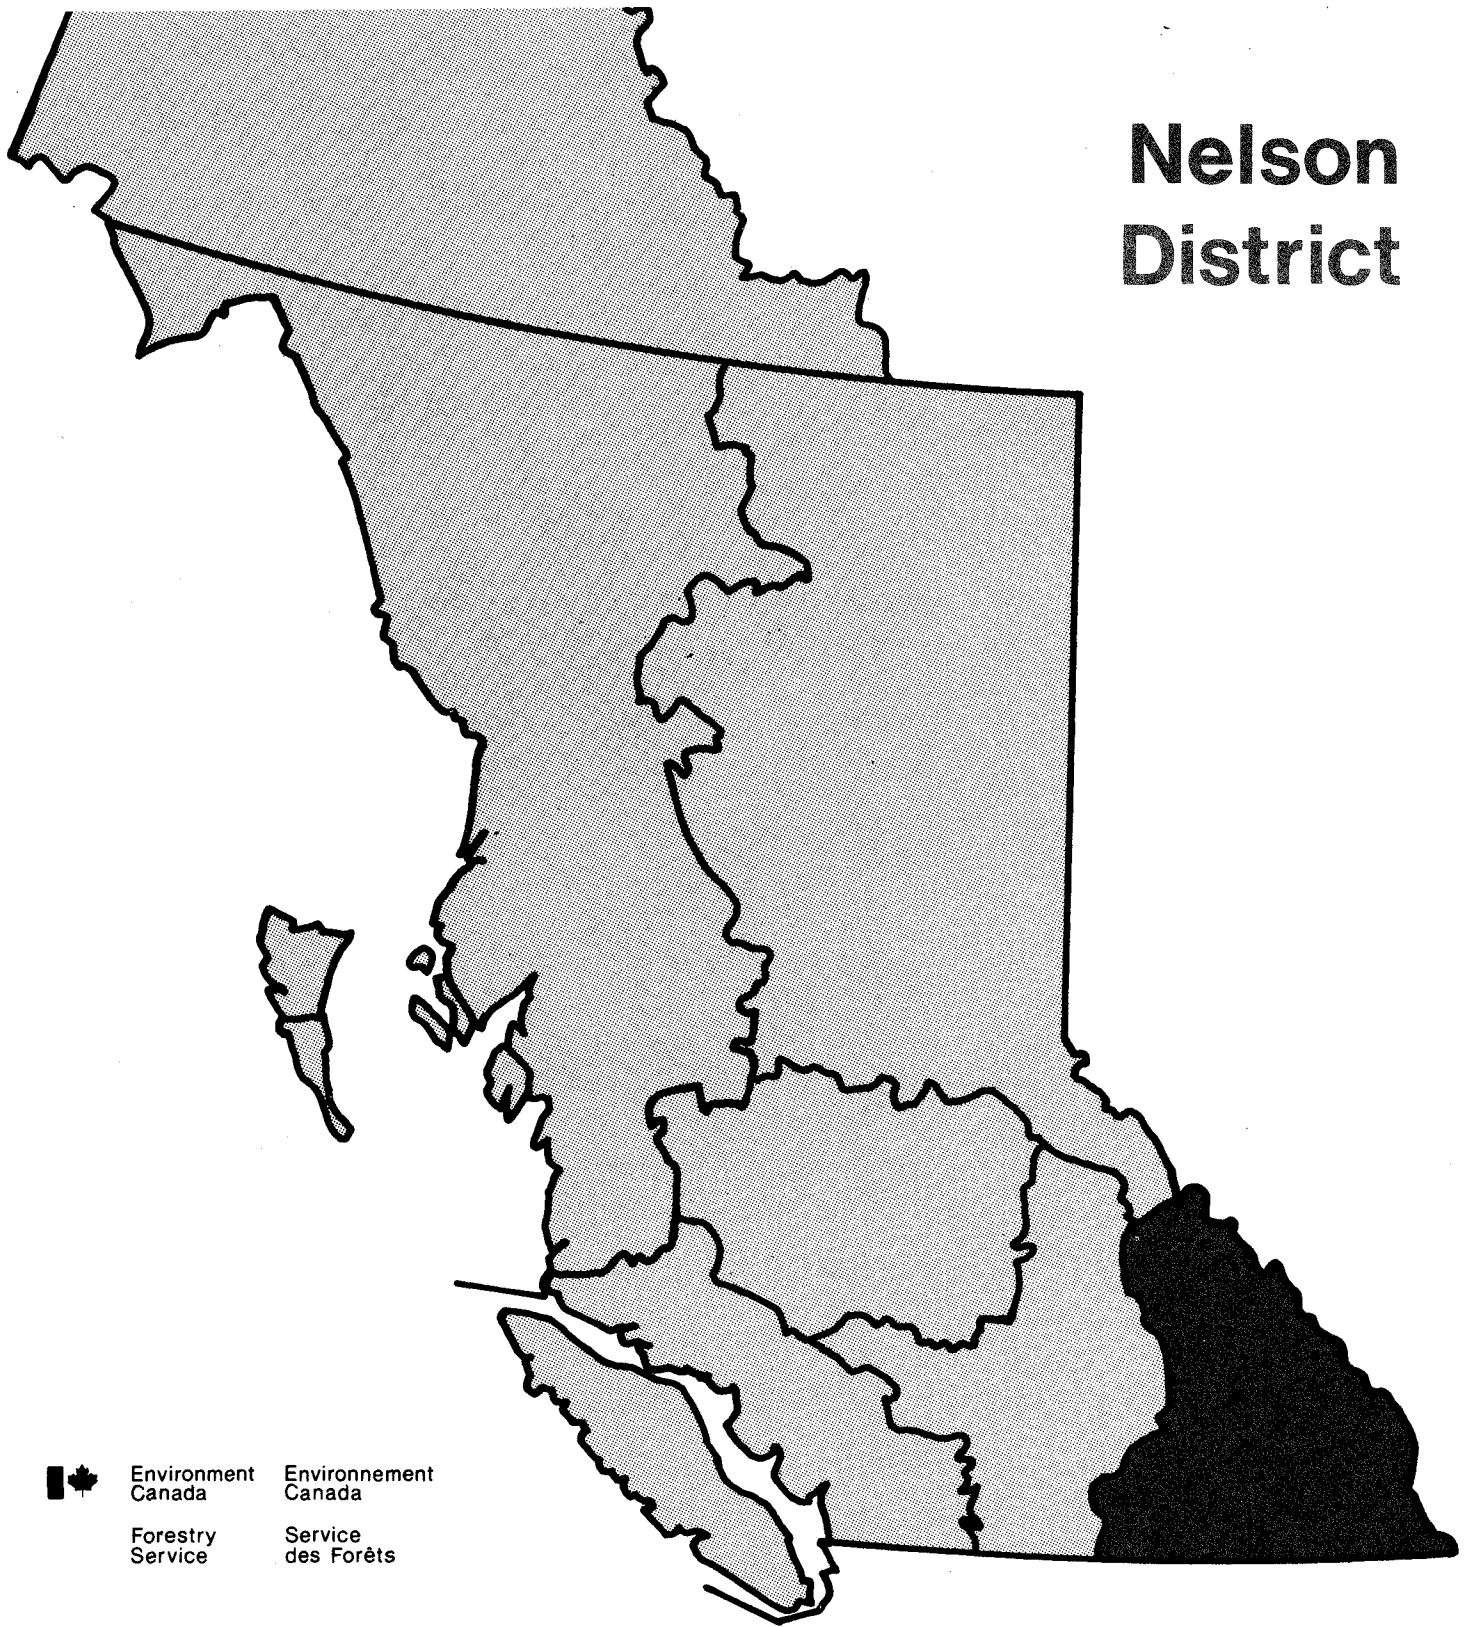 Nelson
District
Environment
Canada
Environnement
Canada
Forestry
Service
Service
des Forêts